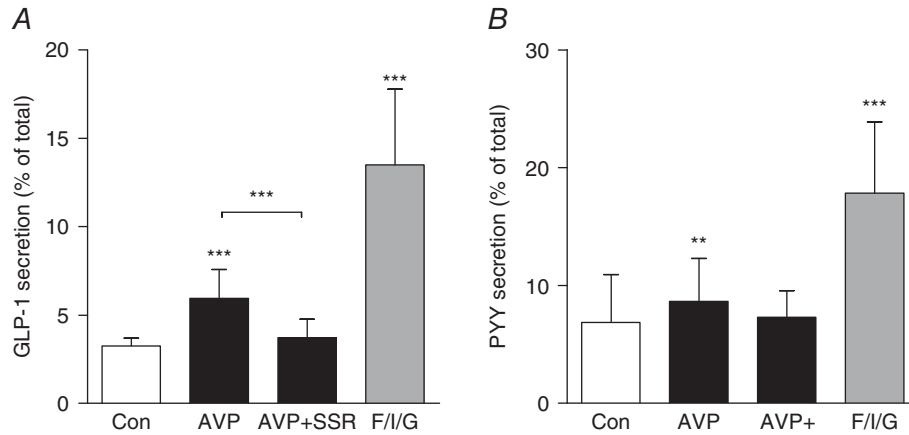 A
GLP-1 secretion (% of total)
20
15
10
5
0
***
***
***
Con AVP AVP+SSR F/I/G
B
PYY secretion (% of total)
30
20
10
0
**
***
Con AVP AVP+ F/I/G